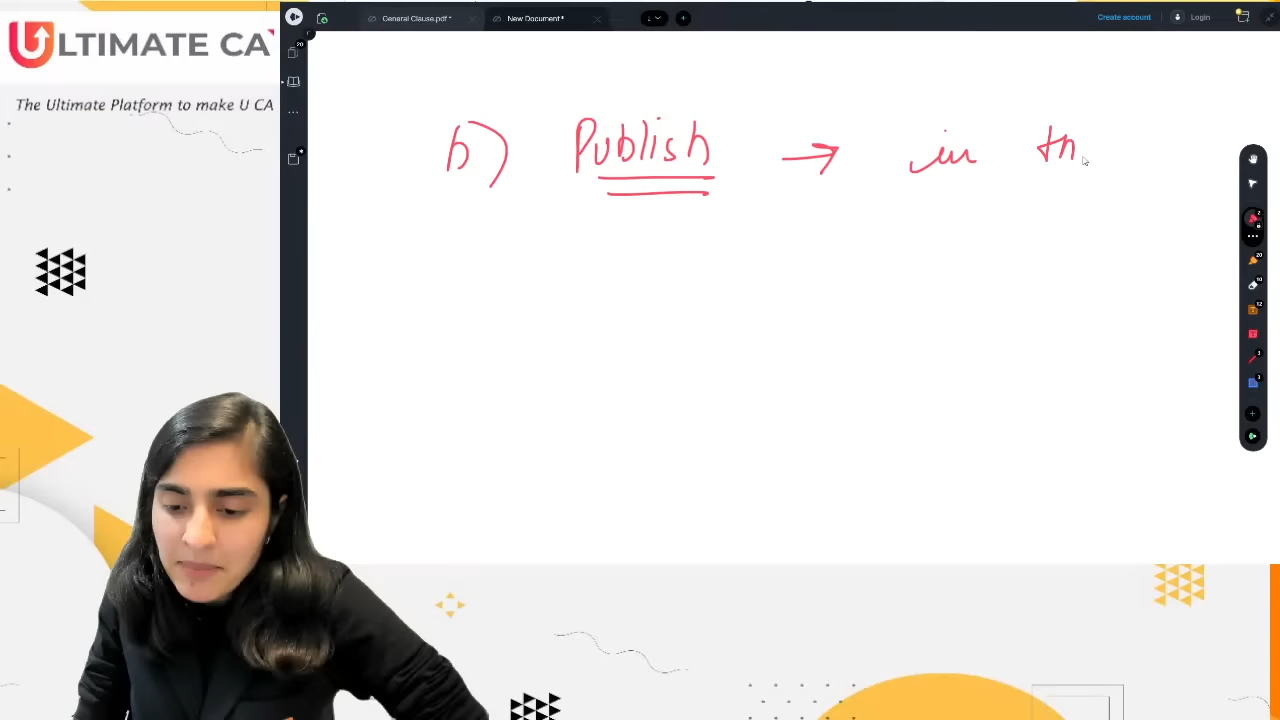 ULTIMATE CA
The Ultimate Platform to make U CA
General Clause.pdf *
New Document*
Create account
Login
b) Publish → in th